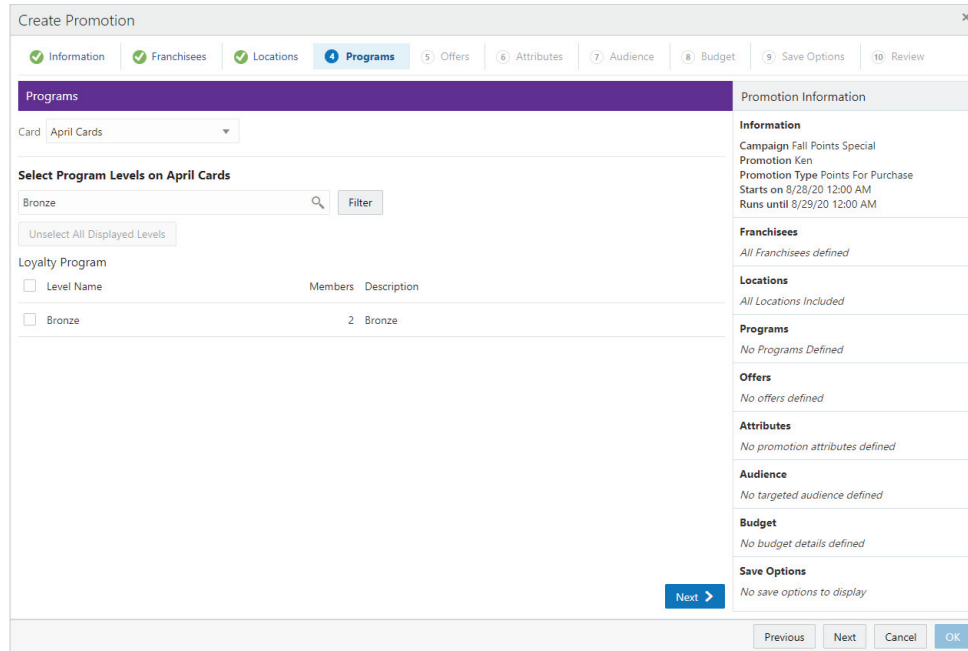 Create Promotion
Information
Franchisees
Locations
4 Programs
5 Offers
6 Attributes
7 Audience
8 Budget
9 Save Options
10 Review
Programs
Card April Cards
Select Program Levels on April Cards
Bronze
Filter
Unselect All Displayed Levels
Loyalty Program
Level Name Members Description
Bronze 2 Bronze
Next
Promotion Information
Information
Campaign Fall Points Special
Promotion Ken
Promotion Type Points For Purchase
Starts on 8/28/20 12:00 AM
Runs until 8/29/20 12:00 AM
Franchisees
All Franchisees defined
Locations
All Locations Included
Programs
No Programs Defined
Offers
No offers defined
Attributes
No promotion attributes defined
Audience
No targeted audience defined
Budget
No budget details defined
Save Options
No save options to display
Previous Next Cancel OK